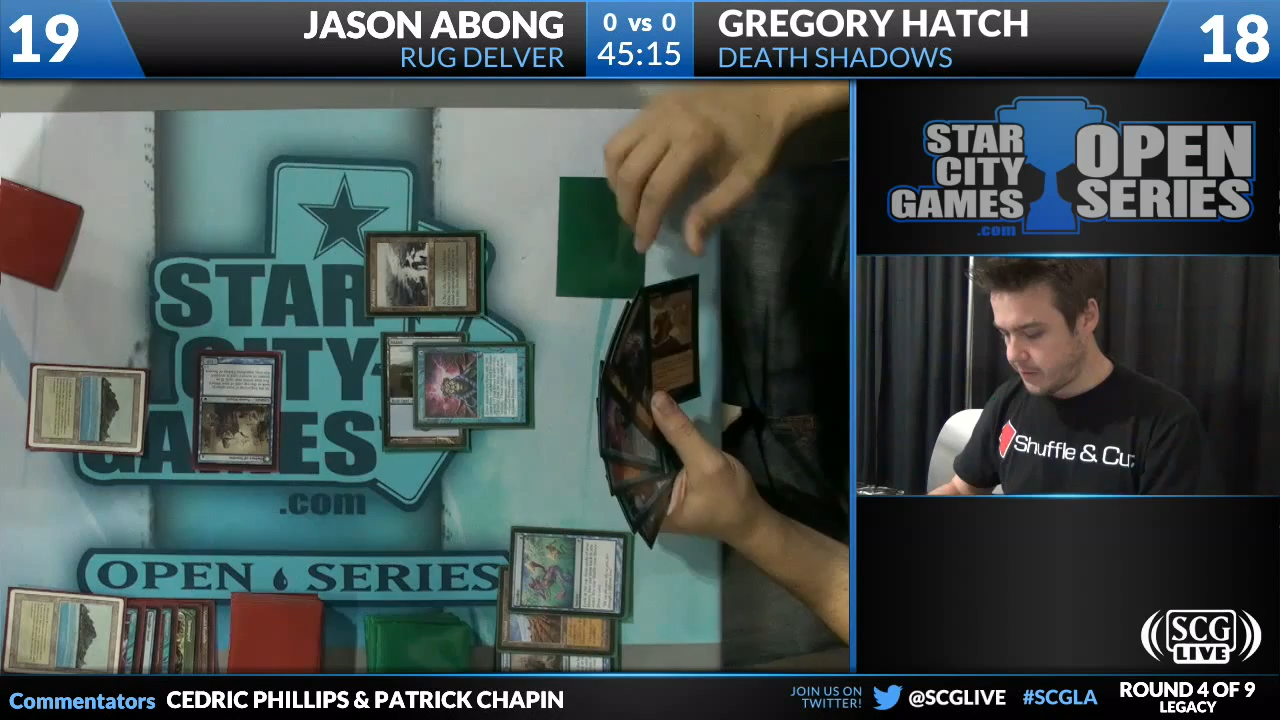 19
JASON ABONG
RUG DELVER
0 vs 0
45:15
GREGORY HATCH
DEATH SHADOWS
18
STAR
CITY
GAMES
.com
OPEN SERIES
STAR
CITY
GAMES
.com
OPEN
SERIES
Shuffle & Cu
SCG
LIVE
Commentators CEDRIC PHILLIPS & PATRICK CHAPIN
JOIN US ON
TWITTER!
@SCGLIVE
#SCGLA
ROUND 4 OF 9
LEGACY